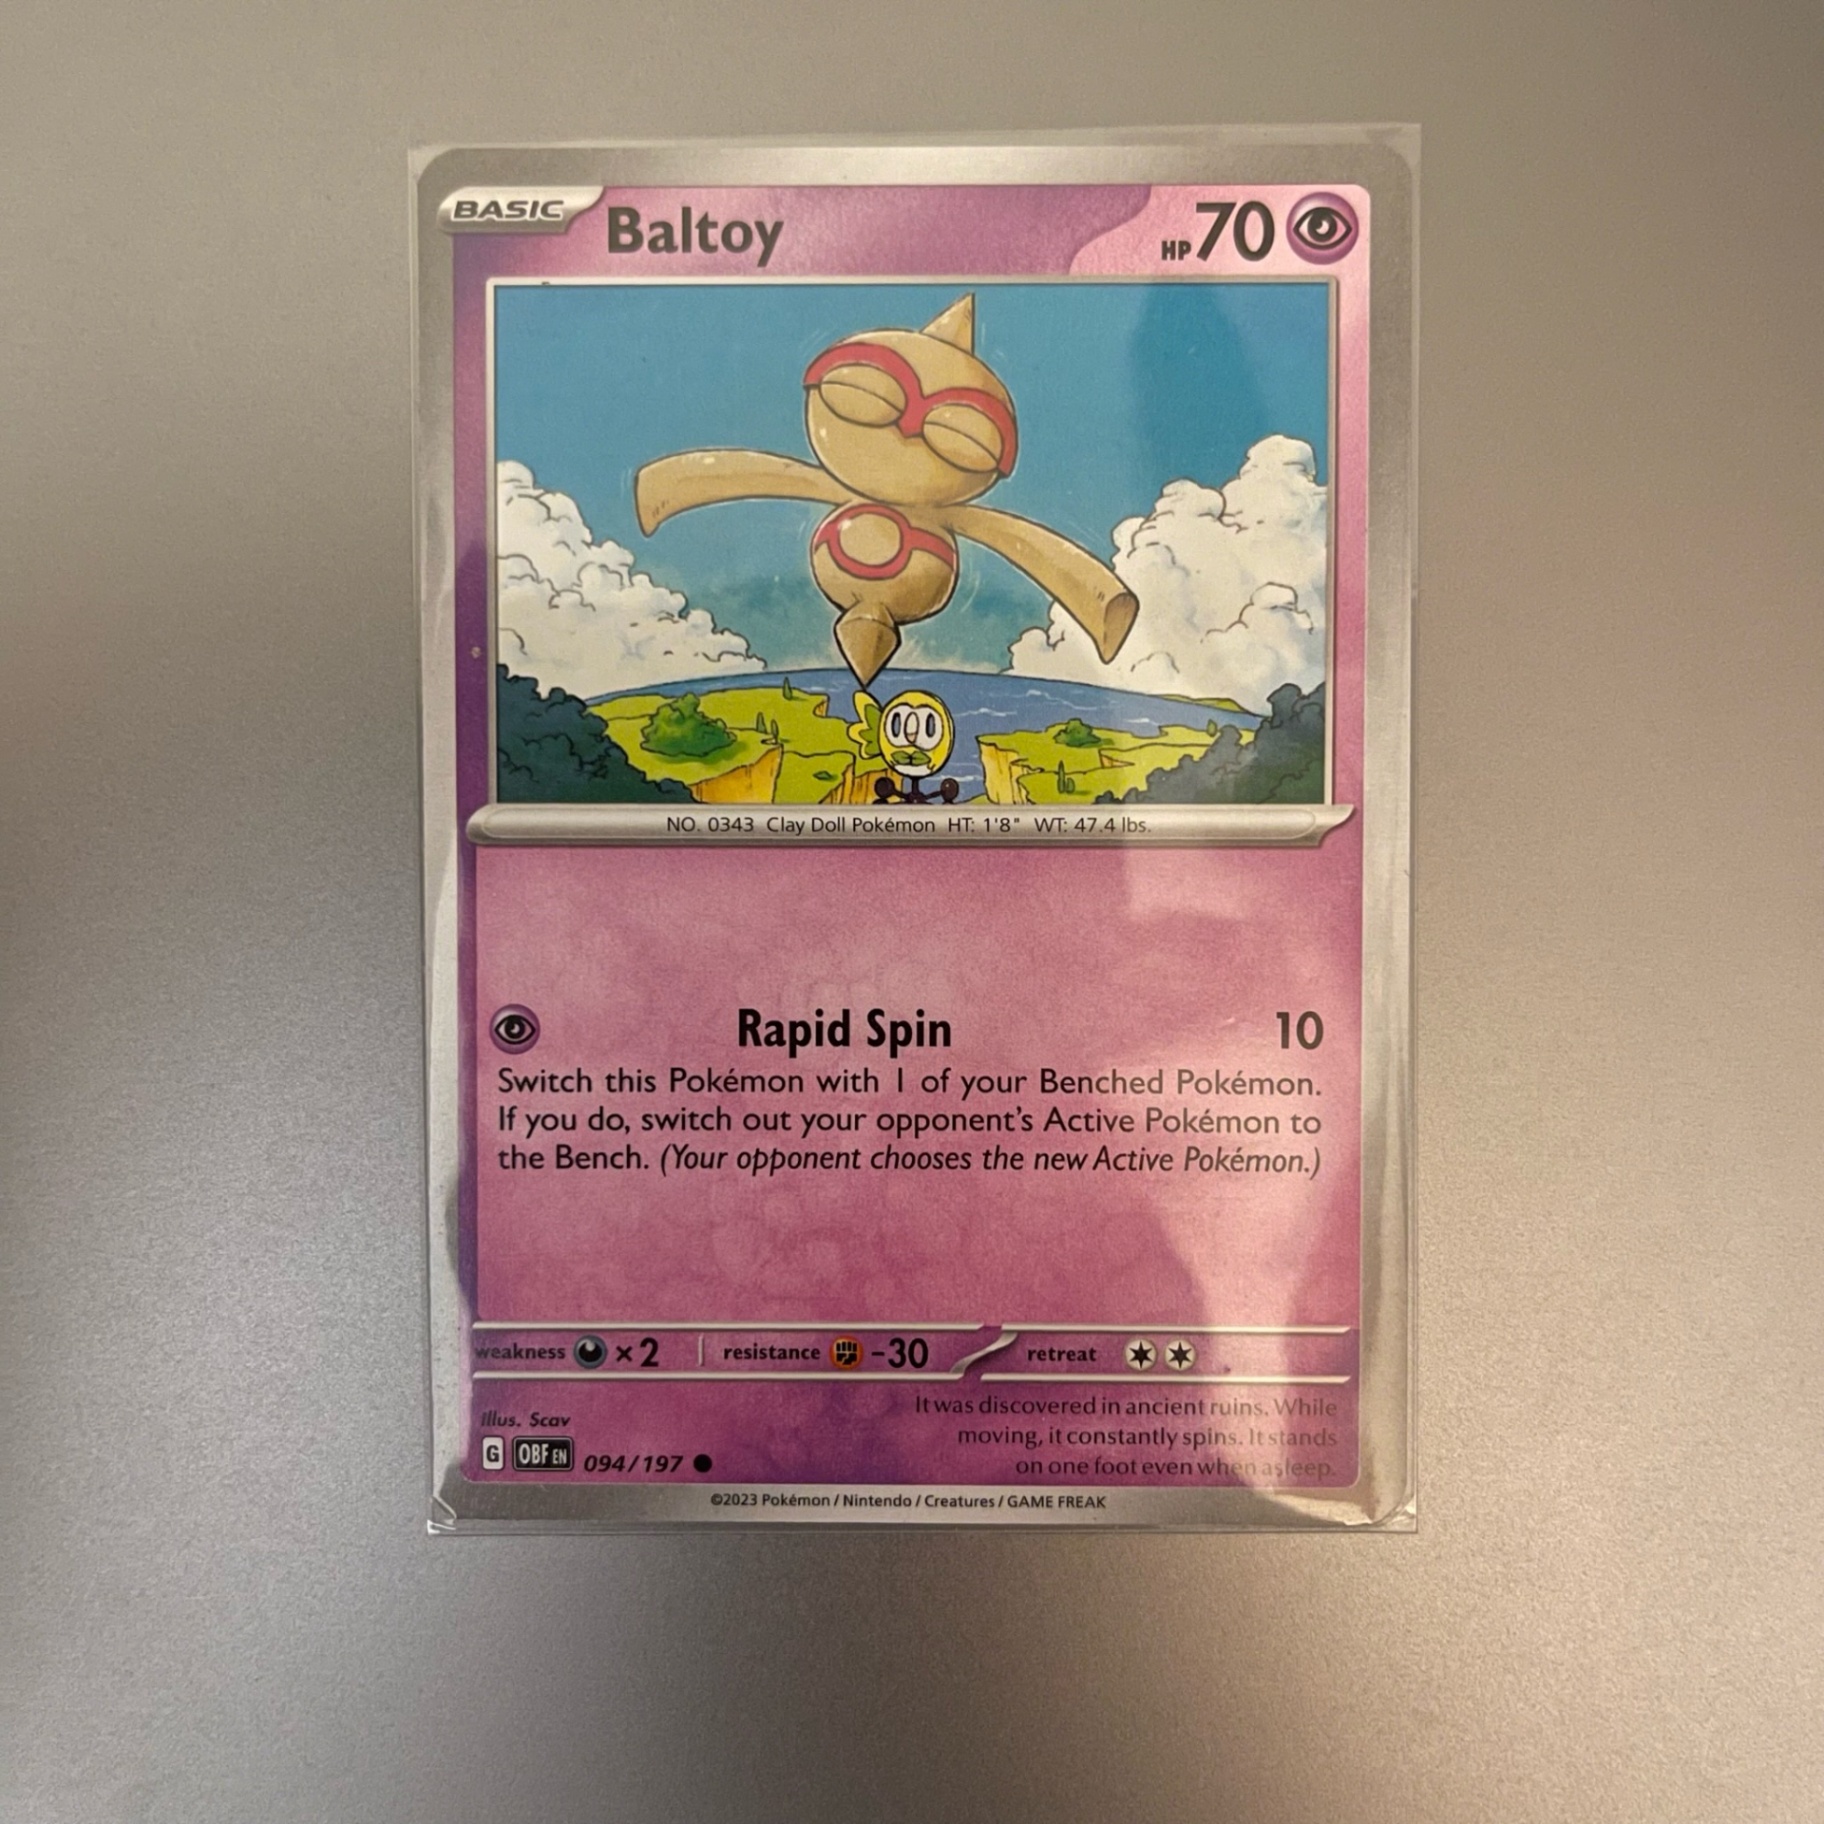 BASIC Baltoy HP 70
NO. 0343 Clay Doll Pokémon HT: 1'8" WT: 47.4 lbs.
Rapid Spin 10
Switch this Pokémon with 1 of your Benched Pokémon.
If you do, switch out your opponent's Active Pokémon to
the Bench. (Your opponent chooses the new Active Pokémon.)
weakness ×2 resistance -30 retreat
It was discovered in ancient ruins. While
moving, it constantly spins. It stands
on one foot even when asleep.
Illus. Scav
G OBF EN 094/197
©2023 Pokémon / Nintendo / Creatures / GAME FREAK